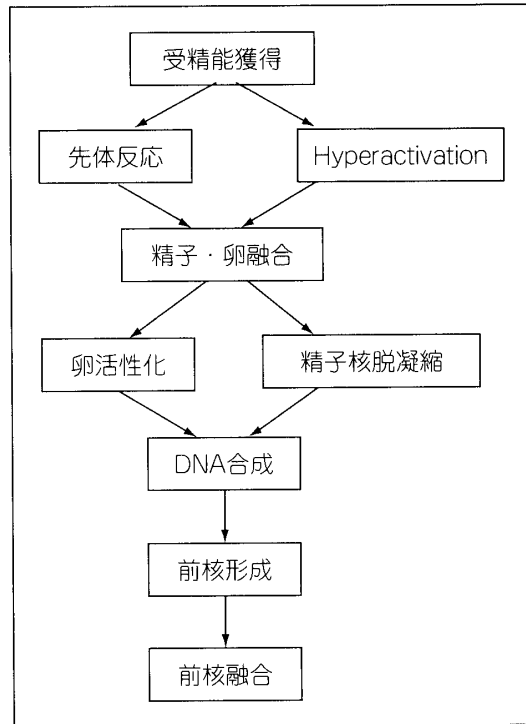 受精能獲得
先体反応
Hyperactivation
精子・卵融合
卵活性化
精子核脱凝縮
DNA合成
前核形成
前核融合